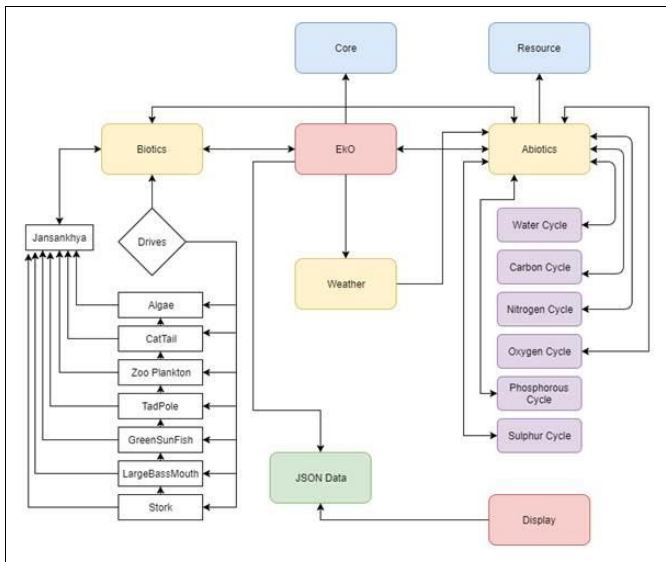 Core
Resource
Biotics
EkO
Abiotics
Jansankhya
Drives
Water Cycle
Weather
Carbon Cycle
Algae
Nitrogen Cycle
CatTail
Oxygen Cycle
Zoo Plankton
Phosphorous
Cycle
TadPole
GreenSunFish
Sulphur Cycle
LargeBassMouth
JSON Data
Stork
Display